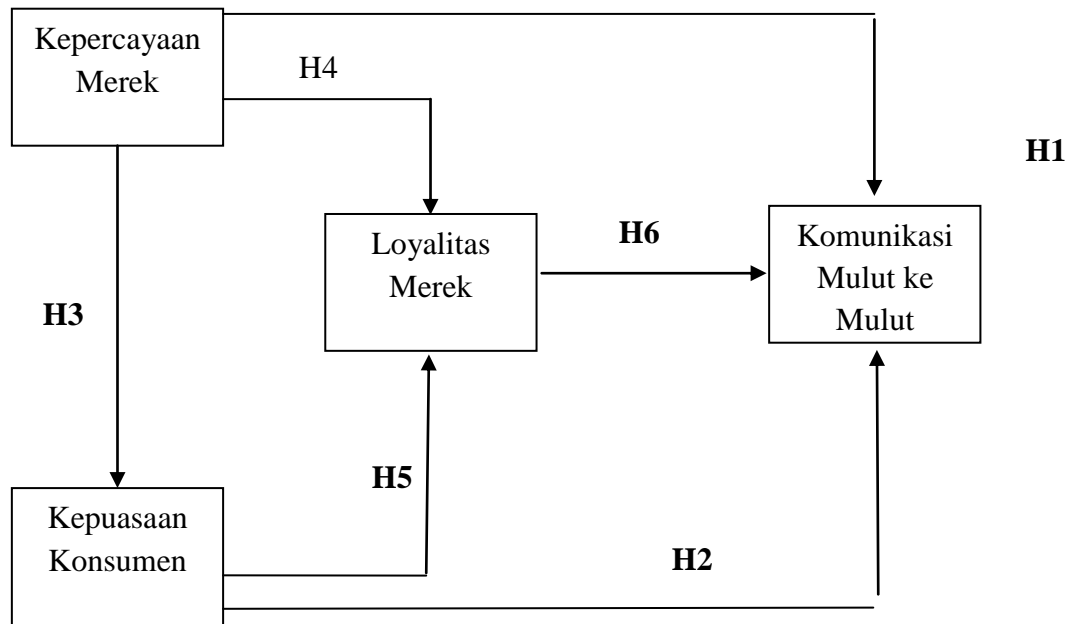 Kepercayaan
Merek
H4
H1
Loyalitas
Merek
H6
Komunikasi
Mulut ke
Mulut
H3
H5
Kepuasaan
Konsumen
H2